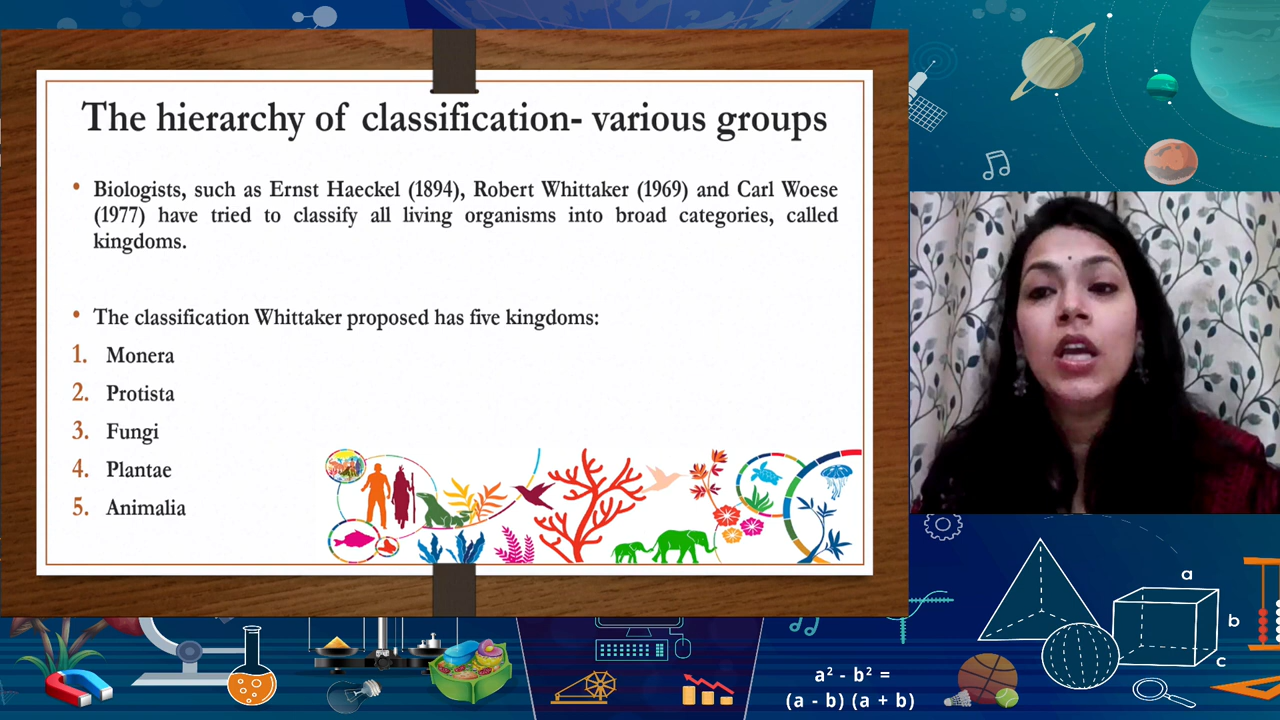 The hierarchy of classification- various groups
• Biologists, such as Ernst Haeckel (1894), Robert Whittaker (1969) and Carl Woese
(1977) have tried to classify all living organisms into broad categories, called
kingdoms.
• The classification Whittaker proposed has five kingdoms:
1. Monera
2. Protista
3. Fungi
4. Plantae
5. Animalia
a
b
c
a² - b² =
(a - b) (a + b)